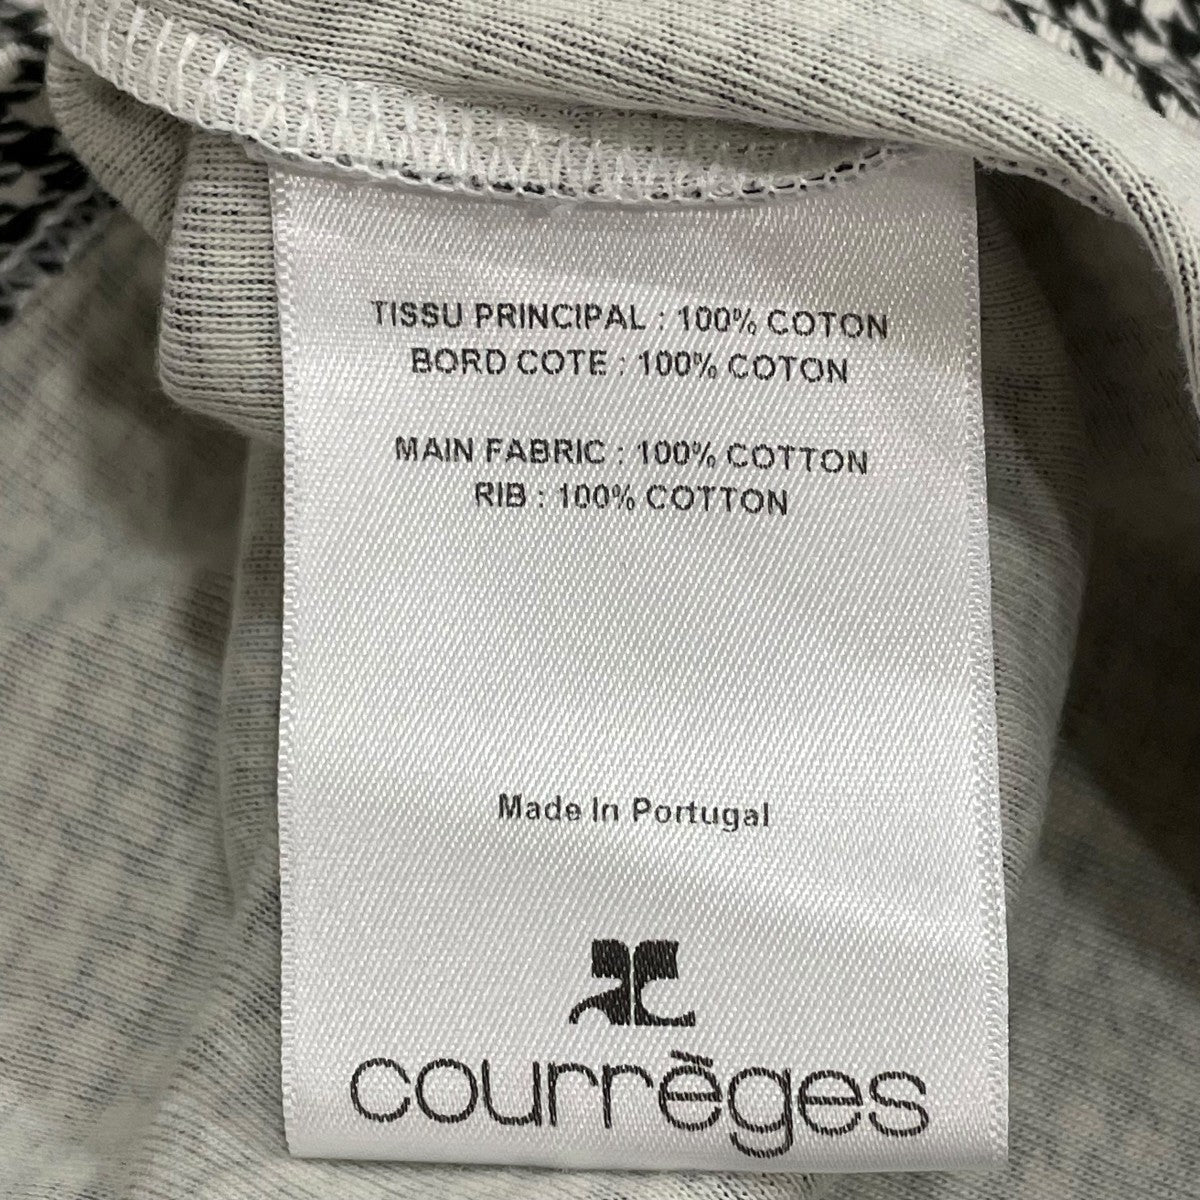 TISSU PRINCIPAL : 100% COTON
BORD COTE : 100% COTON
MAIN FABRIC : 100% COTTON
RIB : 100% COTTON
Made In Portugal
courrèges